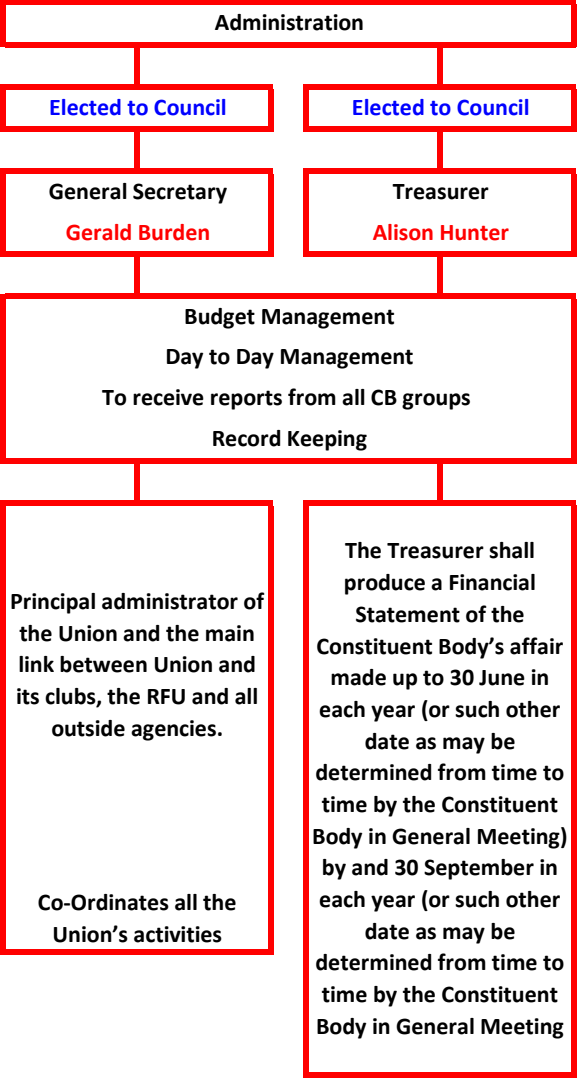 Administration
Elected to Council
Elected to Council
General Secretary
Gerald Burden
Treasurer
Alison Hunter
Budget Management
Day to Day Management
To receive reports from all CB groups
Record Keeping
Principal administrator of
the Union and the main
link between Union and
its clubs, the RFU and all
outside agencies.
Co-Ordinates all the
Union’s activities
The Treasurer shall
produce a Financial
Statement of the
Constituent Body’s affair
made up to 30 June in
each year (or such other
date as may be
determined from time to
time by the Constituent
Body in General Meeting)
by and 30 September in
each year (or such other
date as may be
determined from time to
time by the Constituent
Body in General Meeting